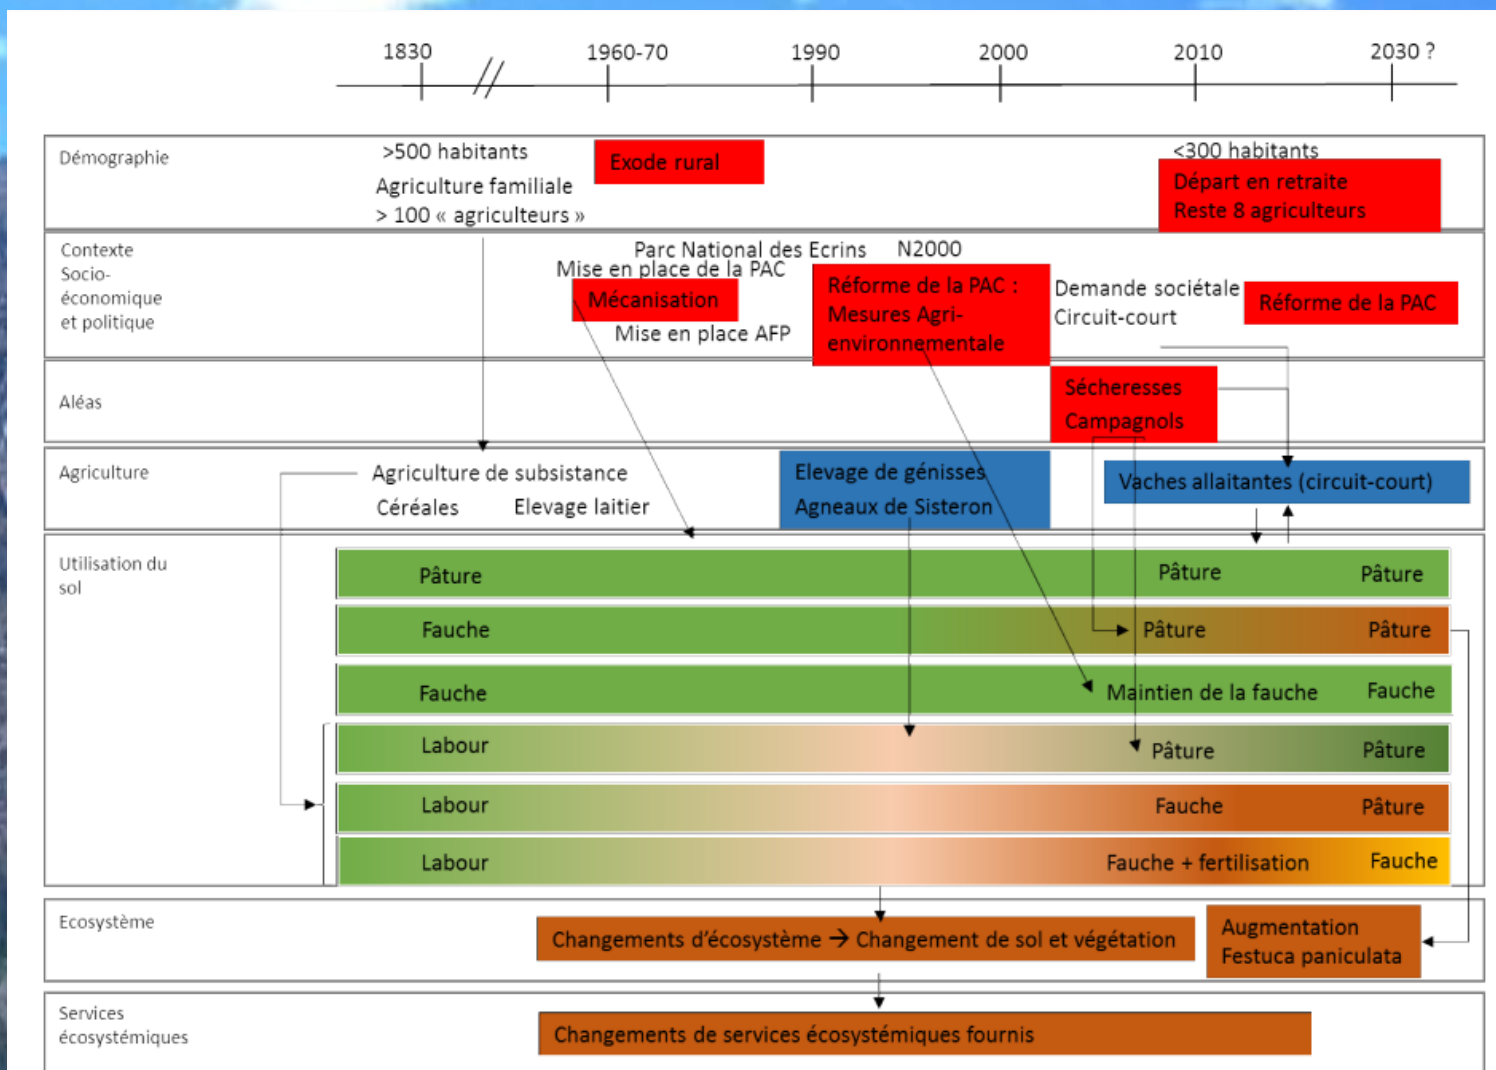 1830
1960-70
1990
2000
2010
2030 ?
Démographie
>500 habitants
Agriculture familiale
> 100 « agriculteurs »
Exode rural
<300 habitants
Départ en retraite
Reste 8 agriculteurs
Contexte
Socio-
économique
et politique
Parc National des Ecrins
N2000
Mise en place de la PAC
Mécanisation
Mise en place AFP
Réforme de la PAC :
Mesures Agri-
environnementale
Demande sociétale
Circuit-court
Réforme de la PAC
Aléas
Sécheresses
Campagnols
Agriculture
Agriculture de subsistance
Céréales
Elevage laitier
Elevage de génisses
Agneaux de Sisteron
Vaches allaitantes (circuit-court)
Utilisation du
sol
Pâture
Pâture
Pâture
Fauche
Pâture
Pâture
Fauche
Maintien de la fauche
Fauche
Labour
Pâture
Pâture
Labour
Fauche
Pâture
Labour
Fauche + fertilisation
Fauche
Ecosystème
Changements d'écosystème → Changement de sol et végétation
Augmentation
Festuca paniculata
Services
écosystémiques
Changements de services écosystémiques fournis